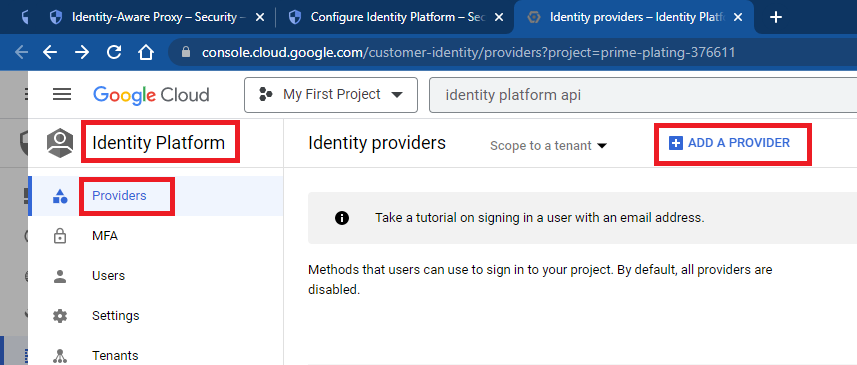 Identity-Aware Proxy – Security –
Configure Identity Platform – Sec
Identity providers – Identity Platf
console.cloud.google.com/customer-identity/providers?project=prime-plating-376611
Google Cloud
My First Project
identity platform api
Identity Platform
Identity providers
Scope to a tenant
ADD A PROVIDER
Providers
MFA
Users
Settings
Tenants
Take a tutorial on signing in a user with an email address.
Methods that users can use to sign in to your project. By default, all providers are
disabled.